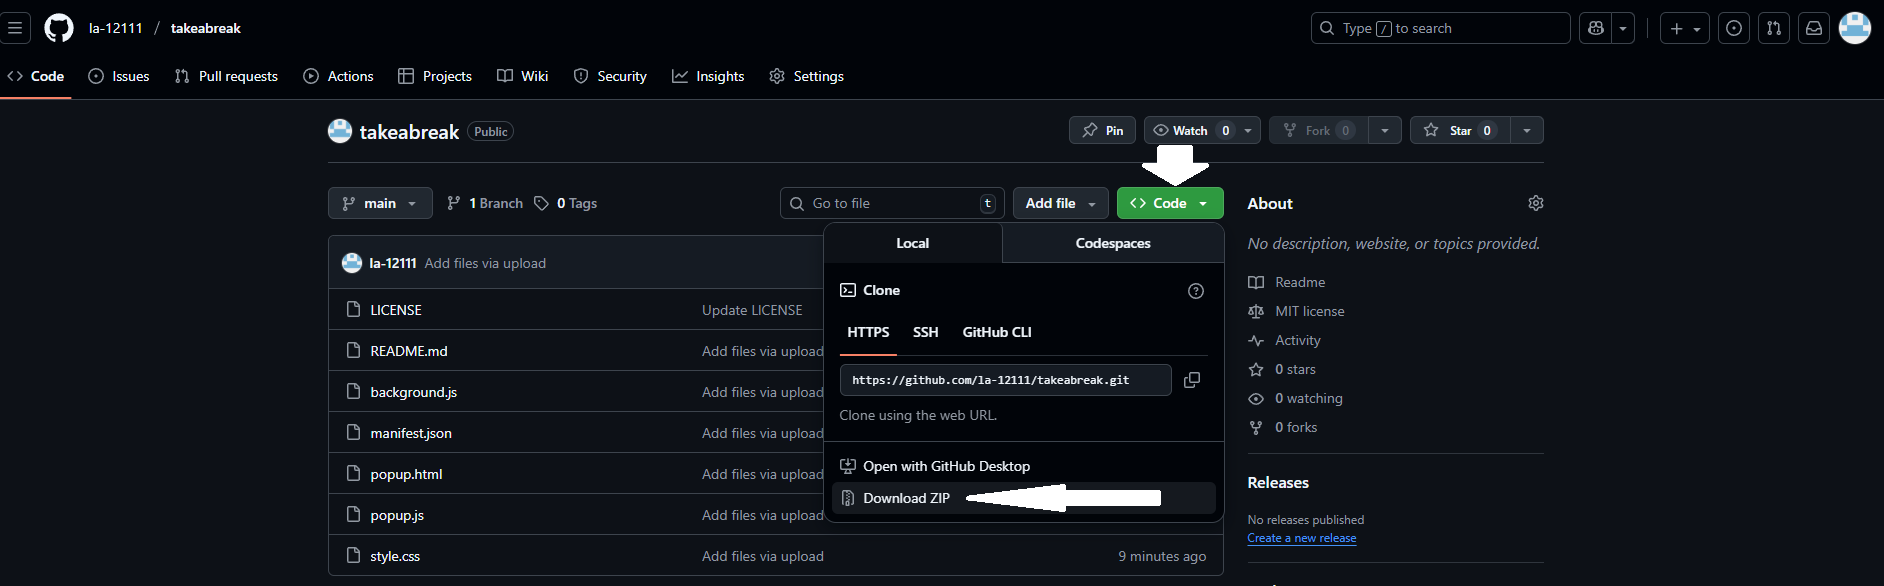 la-12111 / takeabreak
Type / to search
Code Issues Pull requests Actions Projects Wiki Security Insights Settings
takeabreak Public
Pin Watch 0 Fork 0 Star 0
main 1 Branch 0 Tags Go to file t Add file Code
Local Codespaces
Clone
HTTPS SSH GitHub CLI
https://github.com/la-12111/takeabreak.git
Clone using the web URL.
Open with GitHub Desktop
Download ZIP
la-12111 Add files via upload
LICENSE Update LICENSE
README.md Add files via upload
background.js Add files via upload
manifest.json Add files via upload
popup.html Add files via upload
popup.js Add files via upload
style.css Add files via upload 9 minutes ago
About
No description, website, or topics provided.
Readme
MIT license
Activity
0 stars
0 watching
0 forks
Releases
No releases published
Create a new release